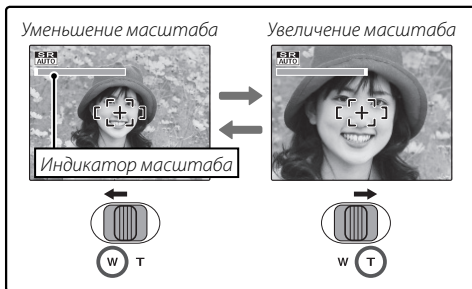 Уменьшение масштаба
Увеличение масштаба
SR
AUTO
SR
AUTO
Индикатор масштаба
W T
W T